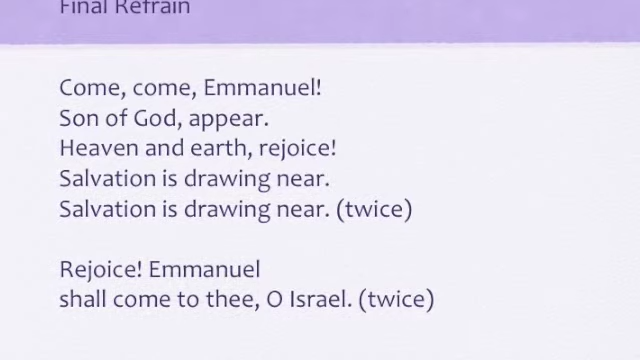 Final Refrain
Come, come, Emmanuel!
Son of God, appear.
Heaven and earth, rejoice!
Salvation is drawing near.
Salvation is drawing near. (twice)
Rejoice! Emmanuel
shall come to thee, O Israel. (twice)